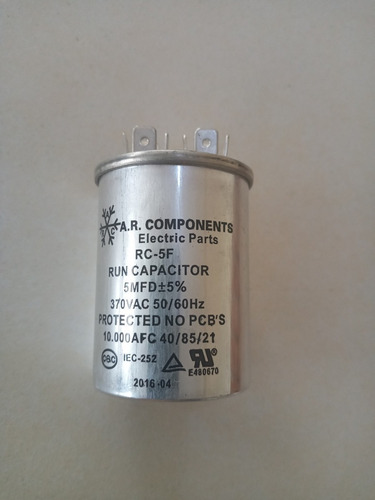 A.R. COMPONENTS
Electric Parts
RC-5F
RUN CAPACITOR
5MFD±5%
370VAC 50/60Hz
PROTECTED NO PCB'S
10.000AFC 40/85/21
IEC-252
E480670
2016-04